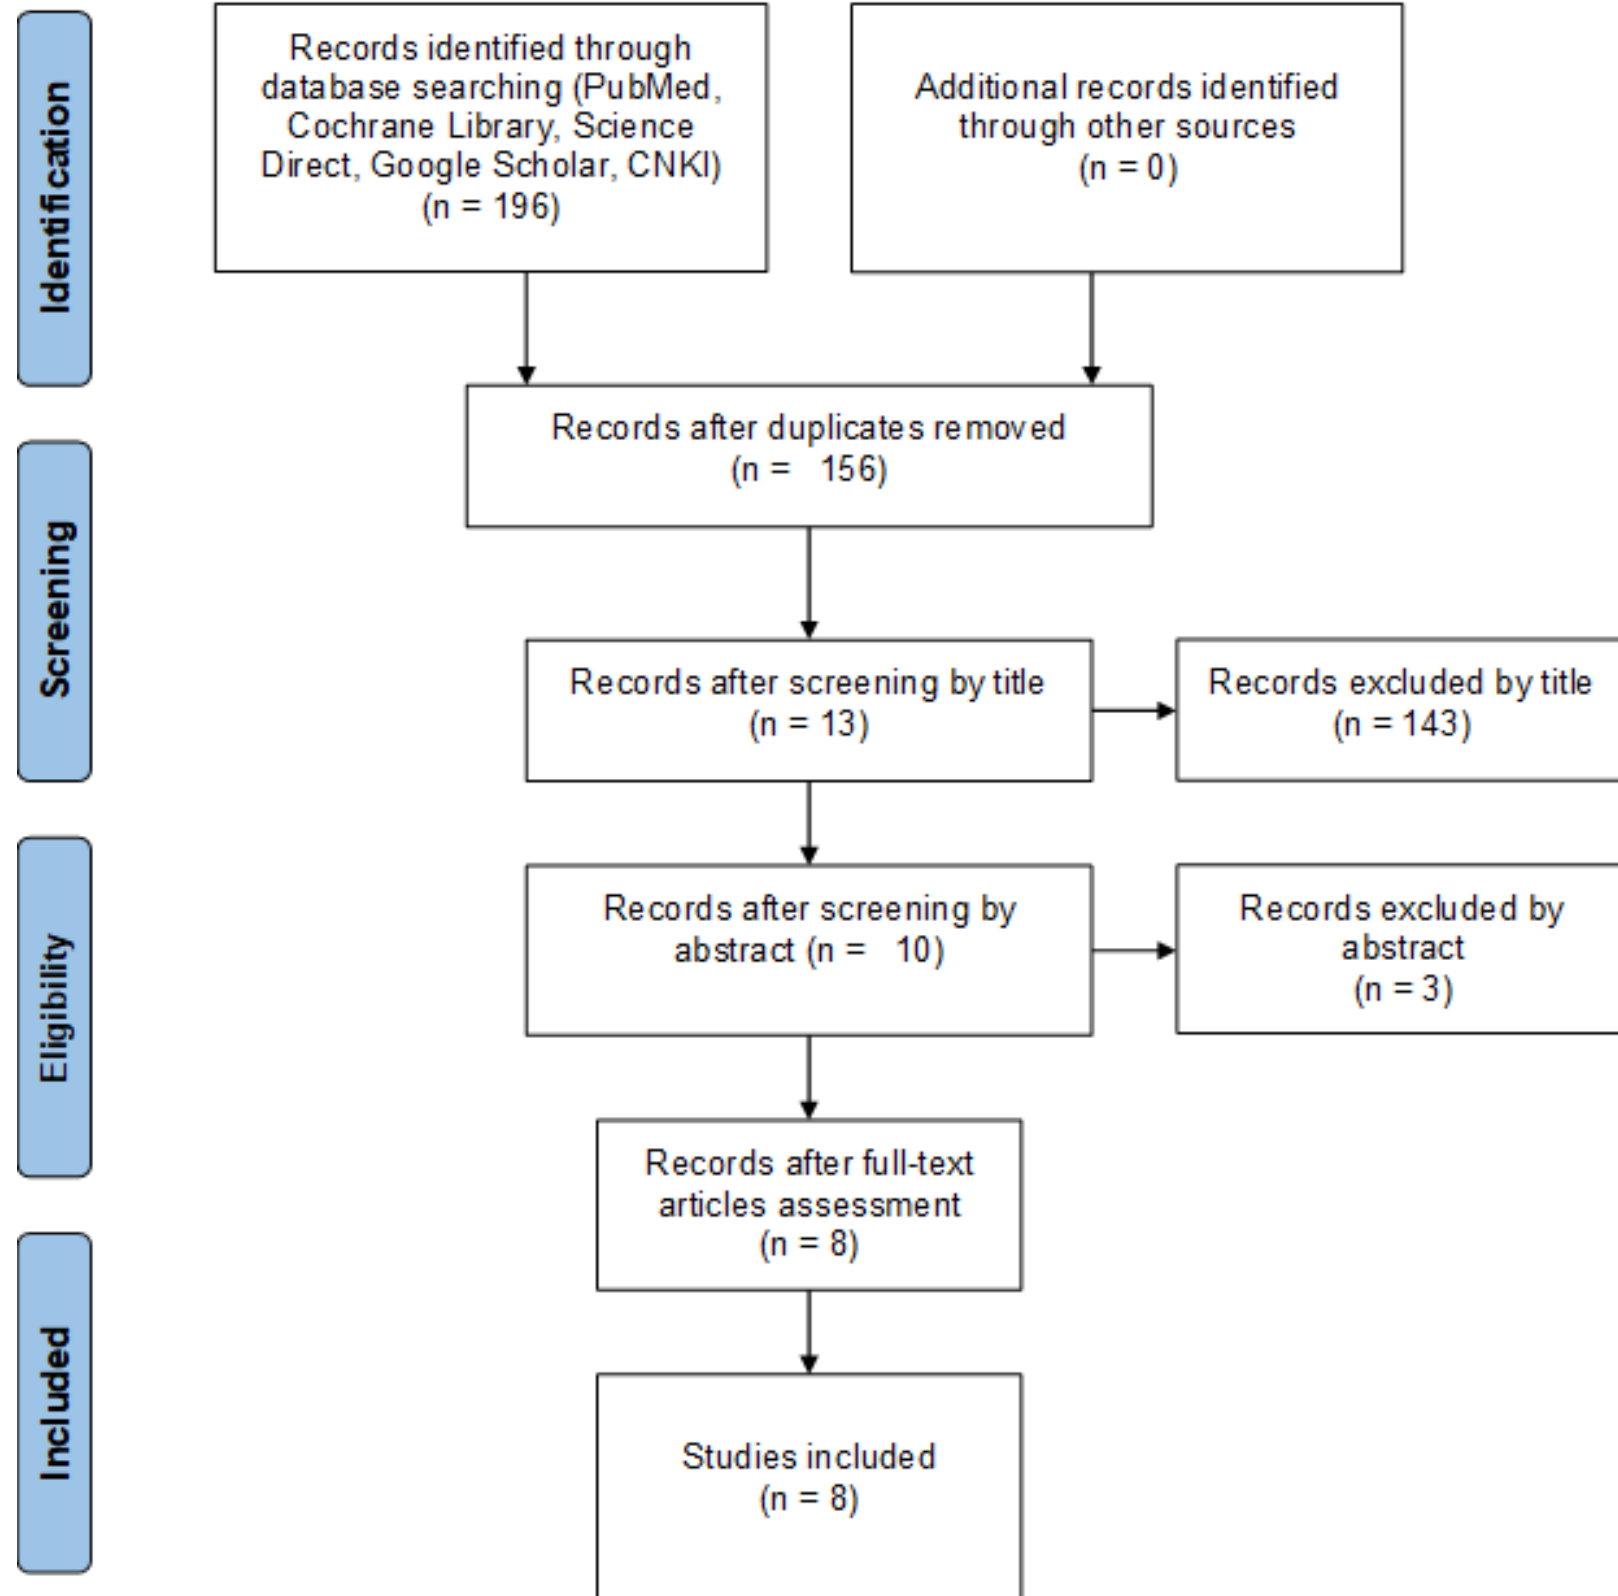 Identification
Records identified through
database searching (PubMed,
Cochrane Library, Science
Direct, Google Scholar, CNKI)
(n = 196)
Additional records identified
through other sources
(n = 0)
Records after duplicates removed
(n =   156)
Screening
Records after screening by title
(n = 13)
Records excluded by title
(n = 143)
Eligibility
Records after screening by
abstract (n =   10)
Records excluded by
abstract
(n = 3)
Records after full-text
articles assessment
(n = 8)
Included
Studies included
(n = 8)